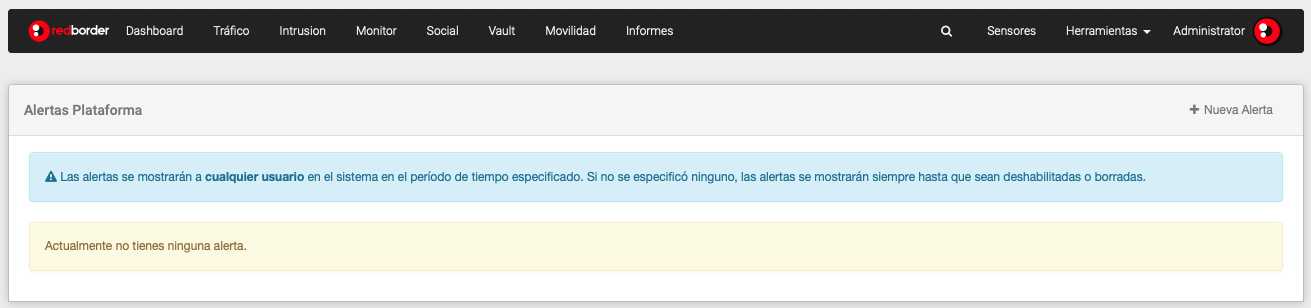 redborder Dashboard Tráfico Intrusion Monitor Social Vault Movilidad Informes Sensores Herramientas Administrator
Alertas Plataforma Nueva Alerta
Las alertas se mostrarán a cualquier usuario en el sistema en el período de tiempo especificado. Si no se especificó ninguno, las alertas se mostrarán siempre hasta que sean deshabilitadas o borradas.
Actualmente no tienes ninguna alerta.